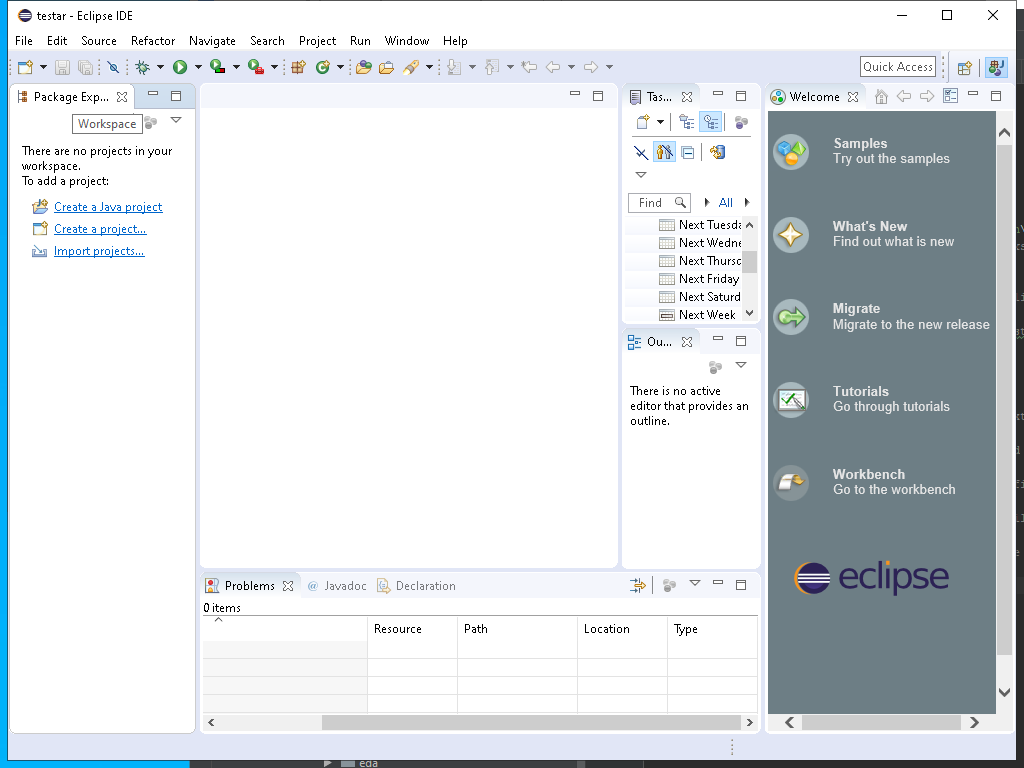 testar - Eclipse IDE
File Edit Source Refactor Navigate Search Project Run Window Help
Quick Access
Package Exp...
Workspace
There are no projects in your
workspace.
To add a project:
Create a Java project
Create a project...
Import projects...
Tas...
Find
All
Next Tuesda
Next Wedne
Next Thursd
Next Friday
Next Saturd
Next Week
Ou...
There is no active
editor that provides an
outline.
Welcome
Samples
Try out the samples
What's New
Find out what is new
Migrate
Migrate to the new release
Tutorials
Go through tutorials
Workbench
Go to the workbench
eclipse
Problems @ Javadoc Declaration
0 items
Resource Path Location Type
eda